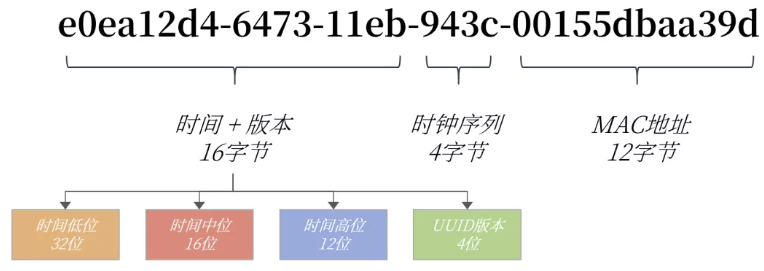 e0ea12d4-6473-11eb-943c-00155dbaa39d
时间 + 版本
16字节
时钟序列
4字节
MAC地址
12字节
时间低位
32位
时间中位
16位
时间高位
12位
UUID版本
4位